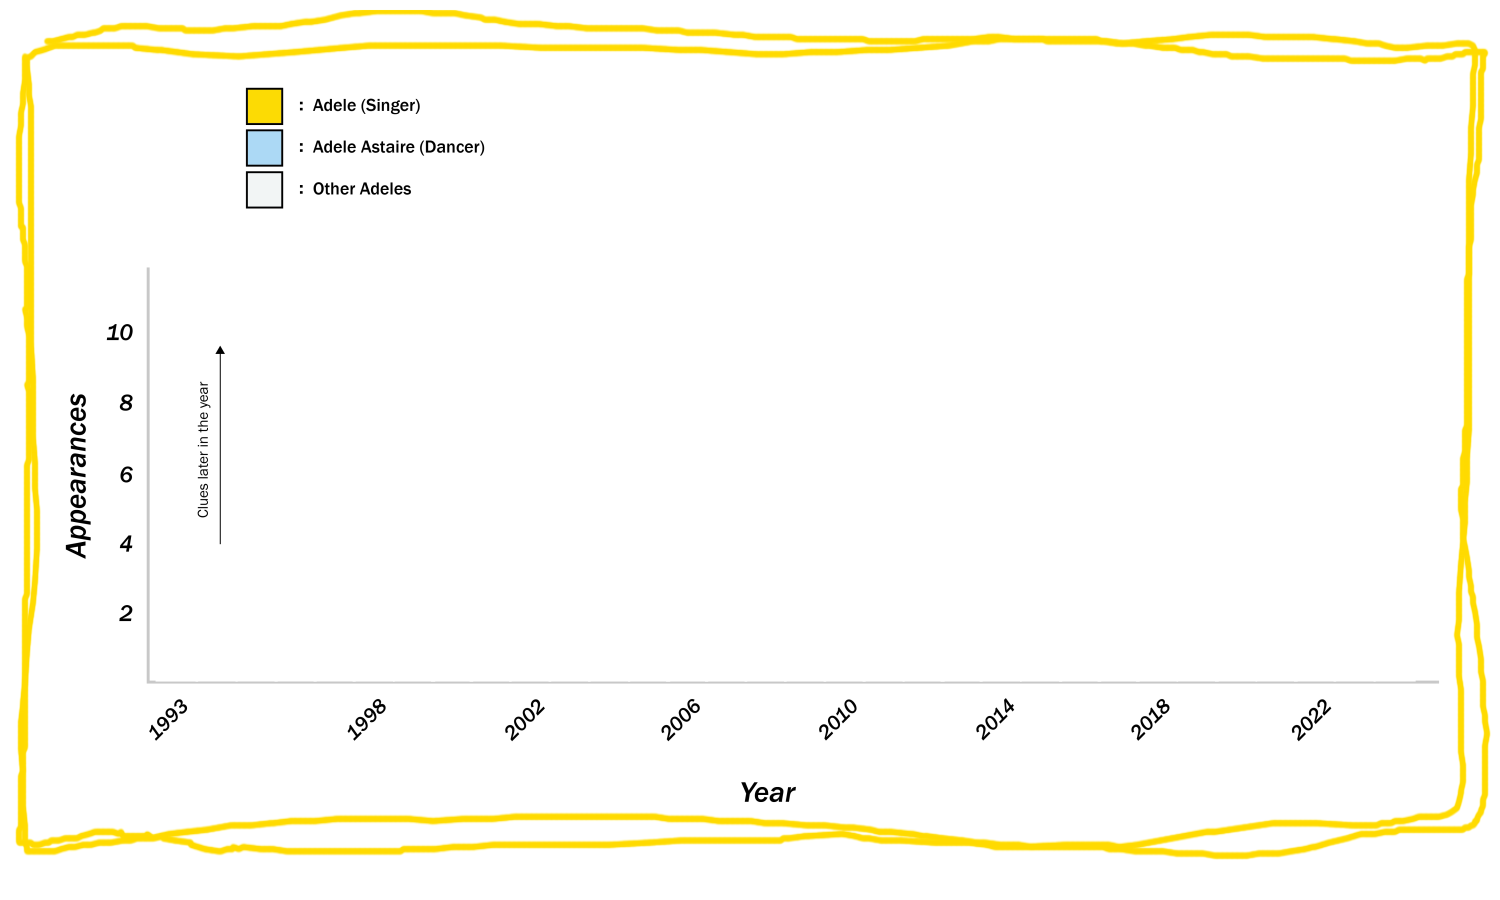 : Adele (Singer)
: Adele Astaire (Dancer)
: Other Adeles
10
8
6
4
2
Appearances
Clues later in the year
1993
1998
2002
2006
2010
2014
2018
2022
Year